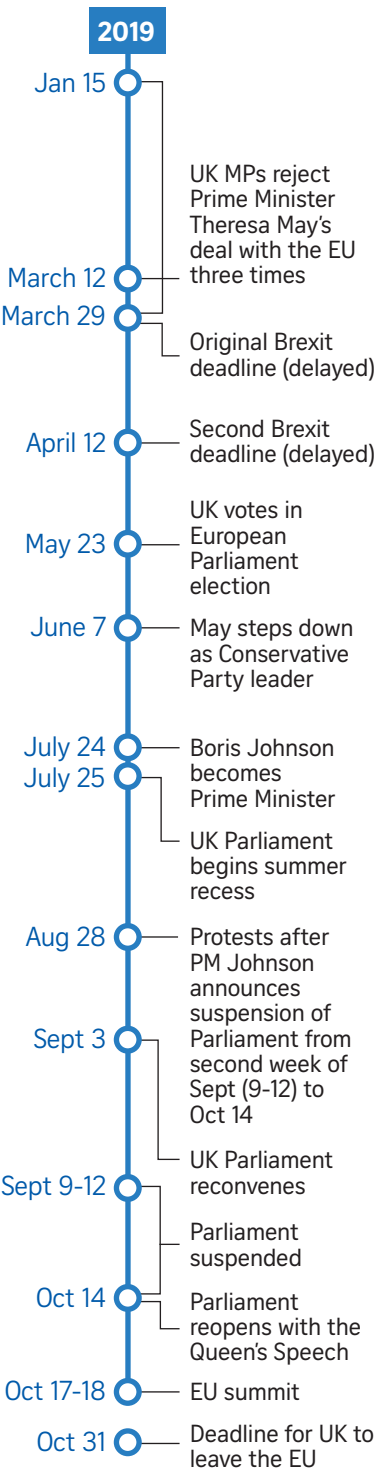 2019
Jan 15
UK MPs reject
Prime Minister
Theresa May's
deal with the EU
three times
March 12
March 29
Original Brexit
deadline (delayed)
April 12
Second Brexit
deadline (delayed)
May 23
UK votes in
European
Parliament
election
June 7
May steps down
as Conservative
Party leader
July 24
Boris Johnson
becomes
Prime Minister
July 25
UK Parliament
begins summer
recess
Aug 28
Protests after
PM Johnson
announces
suspension of
Parliament from
second week of
Sept (9-12) to
Oct 14
Sept 3
UK Parliament
reconvenes
Sept 9-12
Parliament
suspended
Oct 14
Parliament
reopens with the
Queen's Speech
Oct 17-18
EU summit
Oct 31
Deadline for UK to
leave the EU